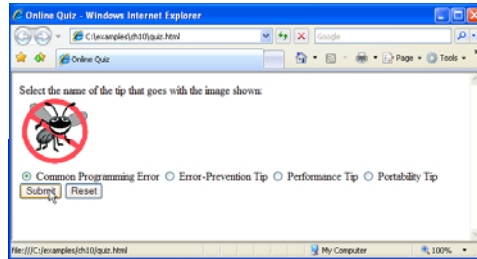 Online Quiz - Windows Internet Explorer
C:\examples\ch10\quiz.html
Google
Online Quiz
Page
Tools
Select the name of the tip that goes with the image shown:
Common Programming Error Error-Prevention Tip Performance Tip Portability Tip
Submit Reset
file:///C:/examples/ch10/quiz.html My Computer 100%